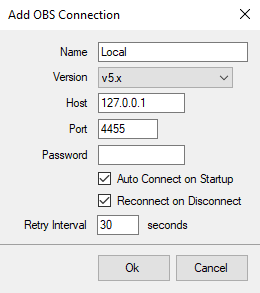 Add OBS Connection
Name Local
Version v5.x
Host 127.0.0.1
Port 4455
Password
Auto Connect on Startup
Reconnect on Disconnect
Retry Interval 30 seconds
Ok Cancel